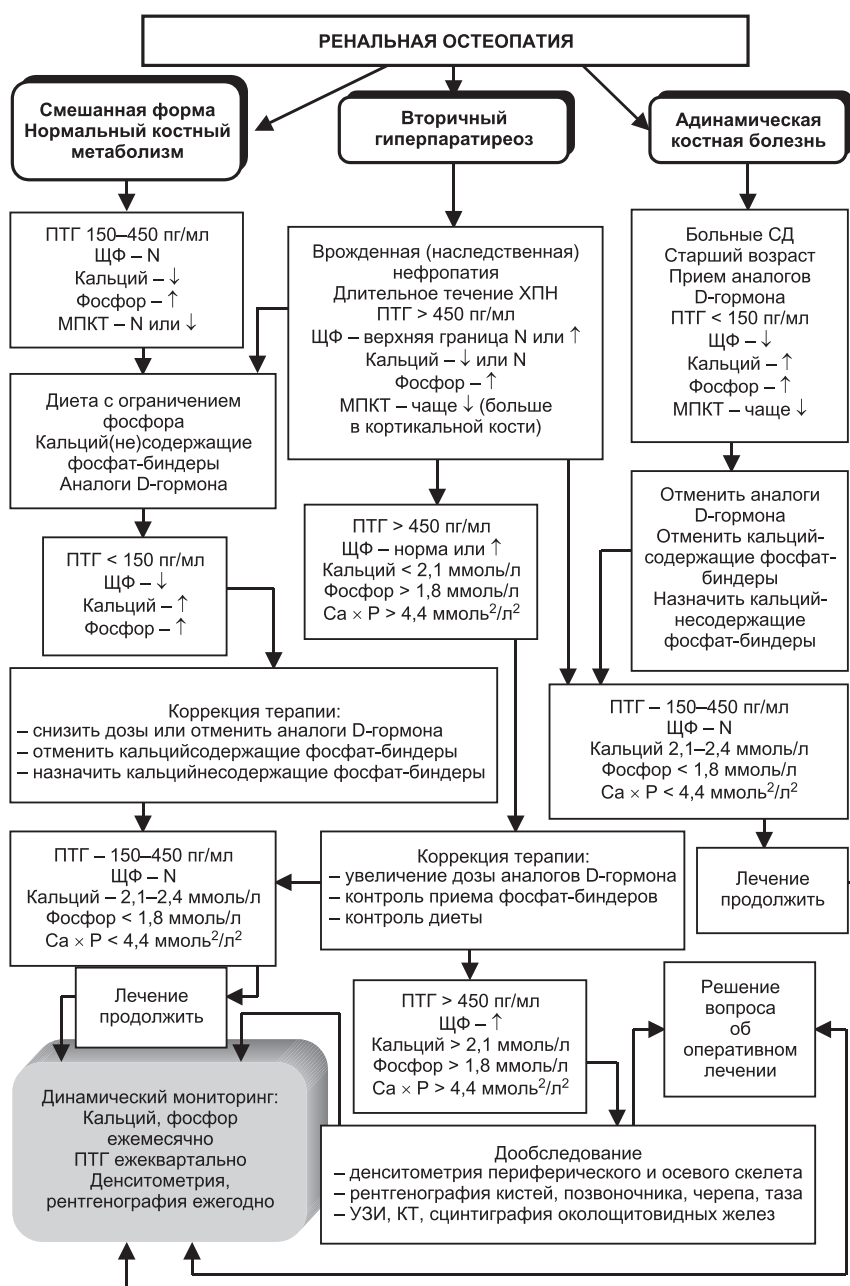 РЕНАЛЬНАЯ ОСТЕОПАТИЯ
Смешанная форма
Нормальный костный
метаболизм
Вторичный
гиперпаратиреоз
Адинамическая
костная болезнь
ПТГ 150–450 пг/мл
ЩФ – N
Кальций – ↓
Фосфор – ↑
МПКТ – N или ↓
Врожденная (наследственная)
нефропатия
Длительное течение ХПН
ПТГ > 450 пг/мл
ЩФ – верхняя граница N или ↑
Кальций – ↓ или N
Фосфор – ↑
МПКТ – чаще ↓ (больше
в кортикальной кости)
Больные СД
Старший возраст
Прием аналогов
D-гормона
ПТГ < 150 пг/мл
ЩФ – ↓
Кальций – ↑
Фосфор – ↑
МПКТ – чаще ↓
Диета с ограничением
фосфора
Кальций(не)содержащие
фосфат-биндеры
Аналоги D-гормона
ПТГ < 150 пг/мл
ЩФ – ↓
Кальций – ↑
Фосфор – ↑
ПТГ > 450 пг/мл
ЩФ – норма или ↑
Кальций < 2,1 ммоль/л
Фосфор > 1,8 ммоль/л
Ca × P > 4,4 ммоль²/л²
Отменить аналоги
D-гормона
Отменить кальций-
содержащие фосфат-
биндеры
Назначить кальций-
несодержащие
фосфат-биндеры
Коррекция терапии:
– снизить дозы или отменить аналоги D-гормона
– отменить кальцийсодержащие фосфат-биндеры
– назначить кальцийнесодержащие фосфат-биндеры
ПТГ – 150–450 пг/мл
ЩФ – N
Кальций 2,1–2,4 ммоль/л
Фосфор < 1,8 ммоль/л
Ca × P < 4,4 ммоль²/л²
ПТГ – 150–450 пг/мл
ЩФ – N
Кальций – 2,1–2,4 ммоль/л
Фосфор < 1,8 ммоль/л
Ca × P < 4,4 ммоль²/л²
Коррекция терапии:
– увеличение дозы аналогов D-гормона
– контроль приема фосфат-биндеров
– контроль диеты
Лечение
продолжить
Лечение
продолжить
ПТГ > 450 пг/мл
ЩФ – ↑
Кальций > 2,1 ммоль/л
Фосфор > 1,8 ммоль/л
Ca × P > 4,4 ммоль²/л²
Решение
вопроса
об
оперативном
лечении
Динамический мониторинг:
Кальций, фосфор
ежемесячно
ПТГ ежеквартально
Денситометрия,
рентгенография ежегодно
Дообследование
– денситометрия периферического и осевого скелета
– рентгенография кистей, позвоночника, черепа, таза
– УЗИ, КТ, сцинтиграфия околощитовидных желез